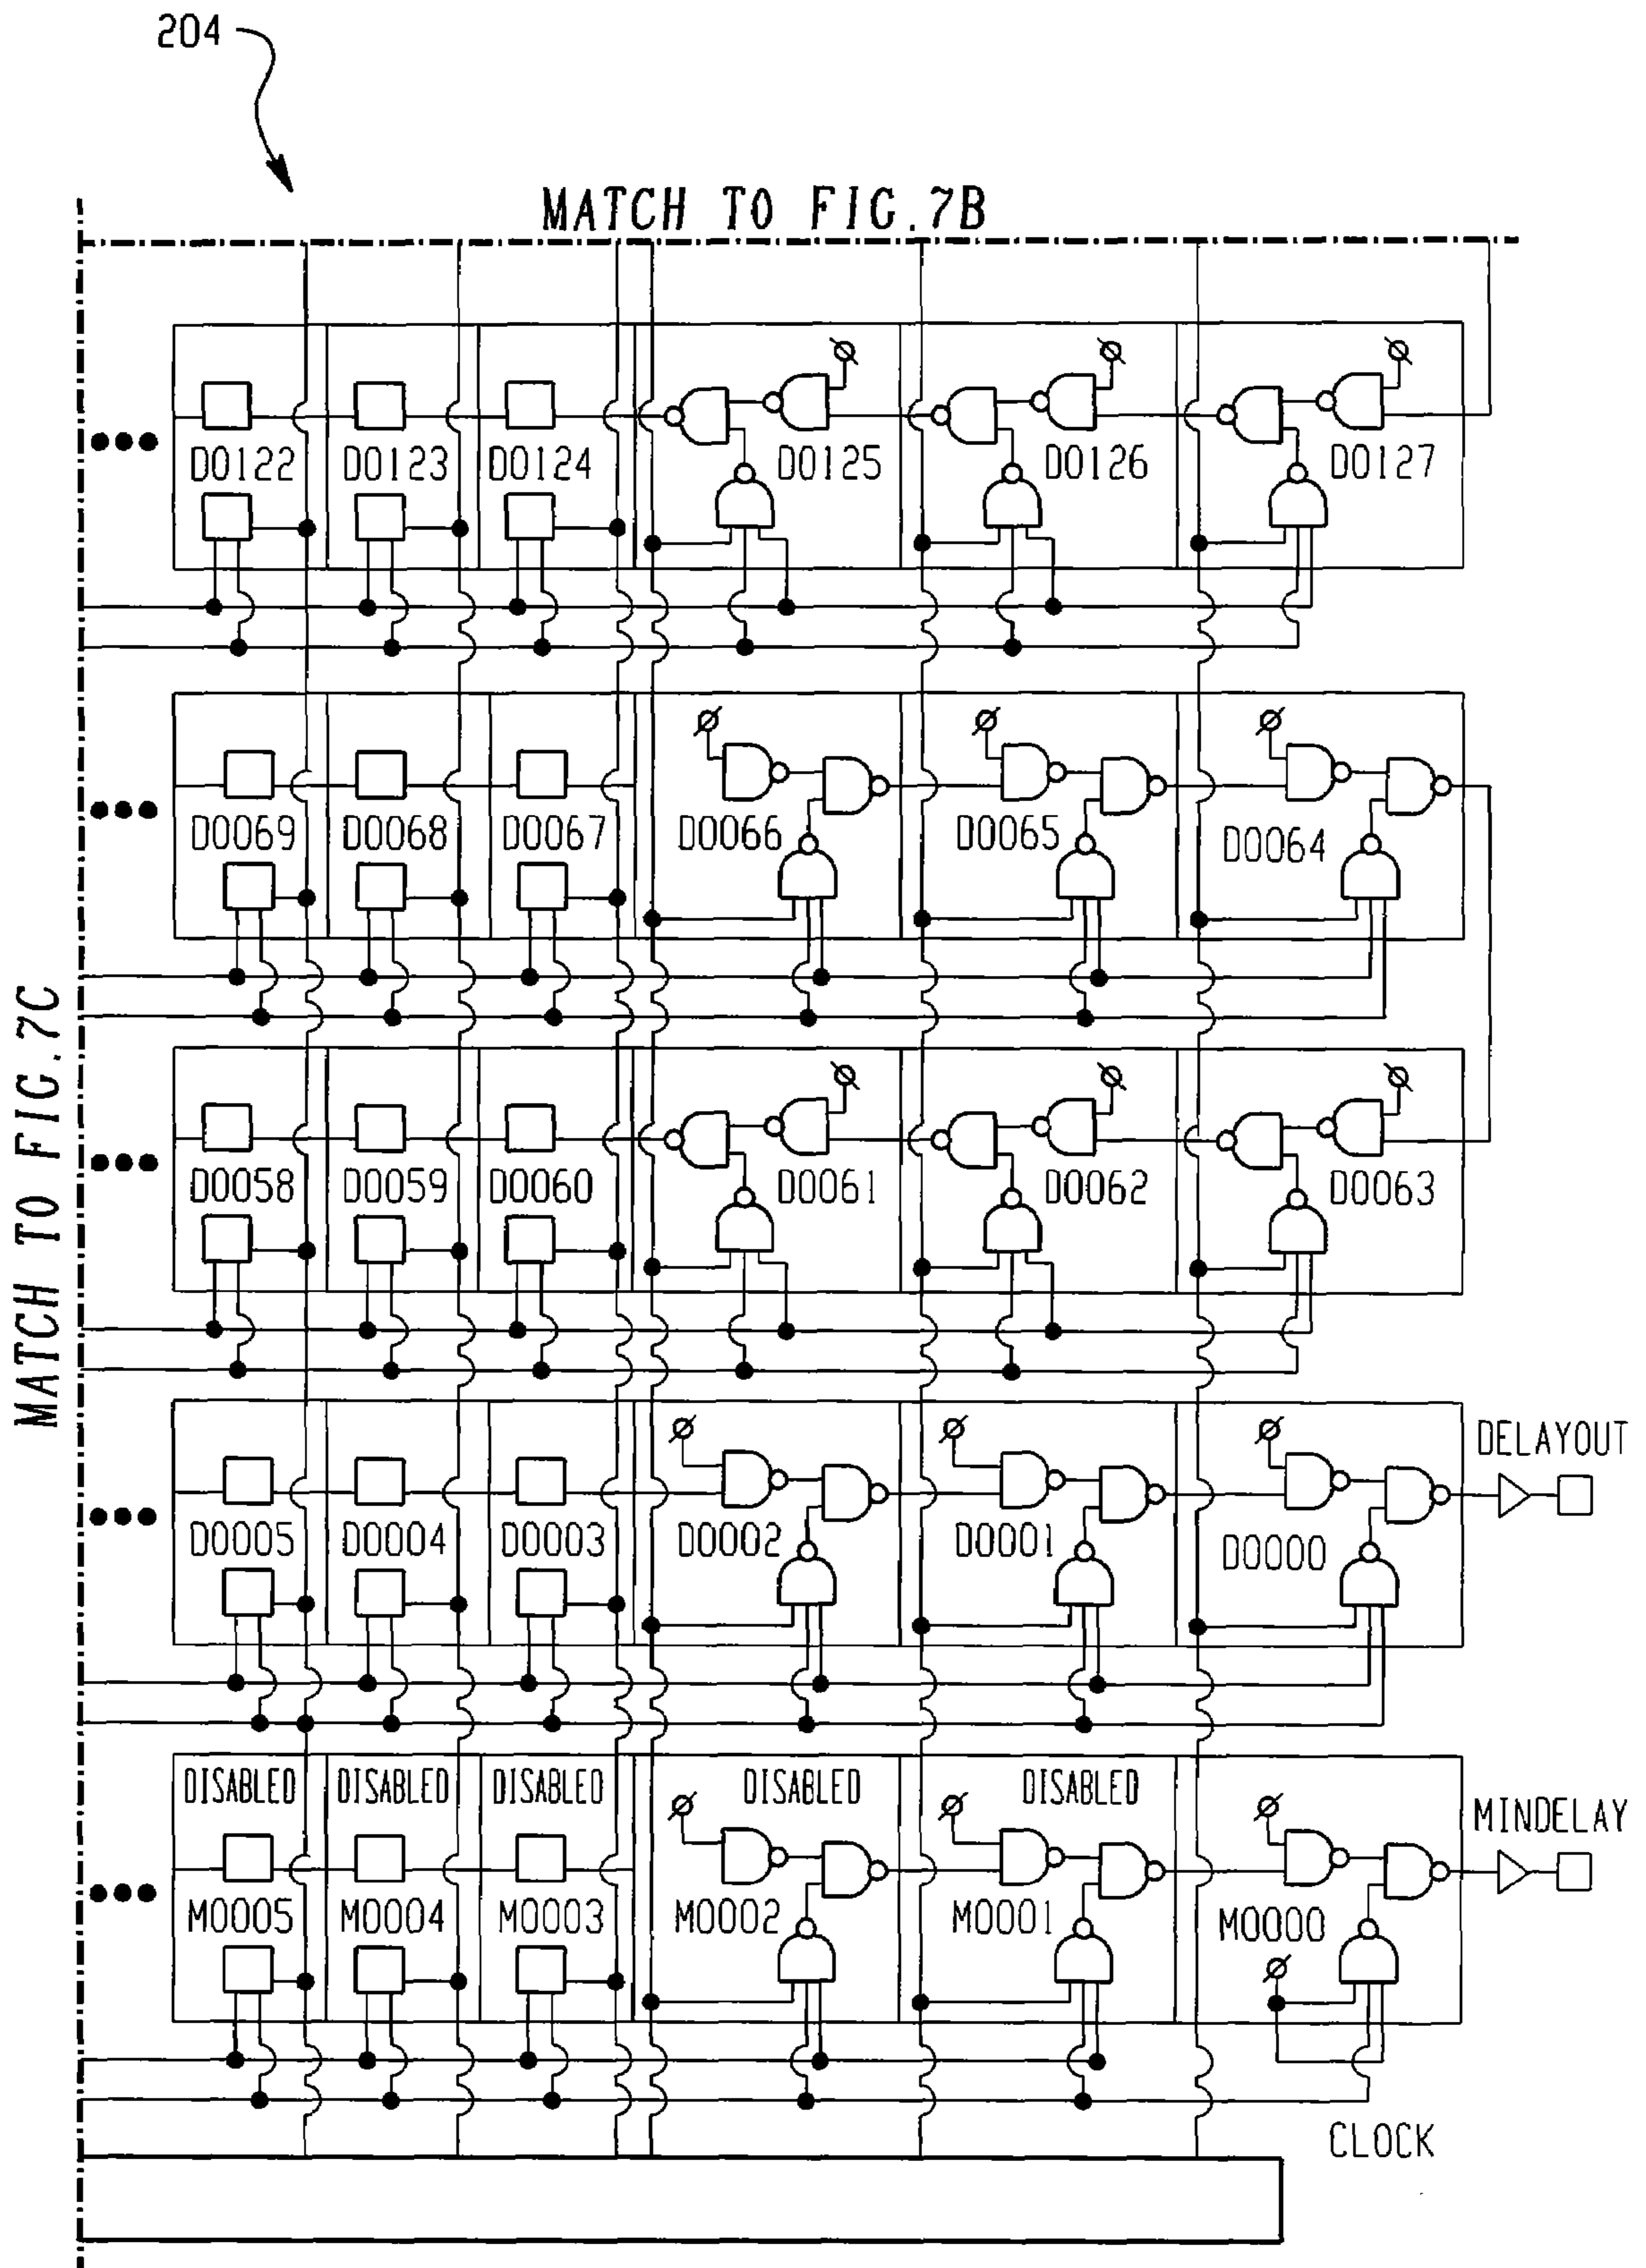 204
MATCH TO FIG.7B
D0122 D0123 D0124 D0125 D0126 D0127
D0069 D0068 D0067 D0066 D0065 D0064
MATCH TO FIG.7C
D0058 D0059 D0060 D0061 D0062 D0063
DELAYOUT
D0005 D0004 D0003 D0002 D0001 D0000
DISABLED DISABLED DISABLED DISABLED DISABLED
MINDELAY
M0005 M0004 M0003 M0002 M0001 M0000
CLOCK